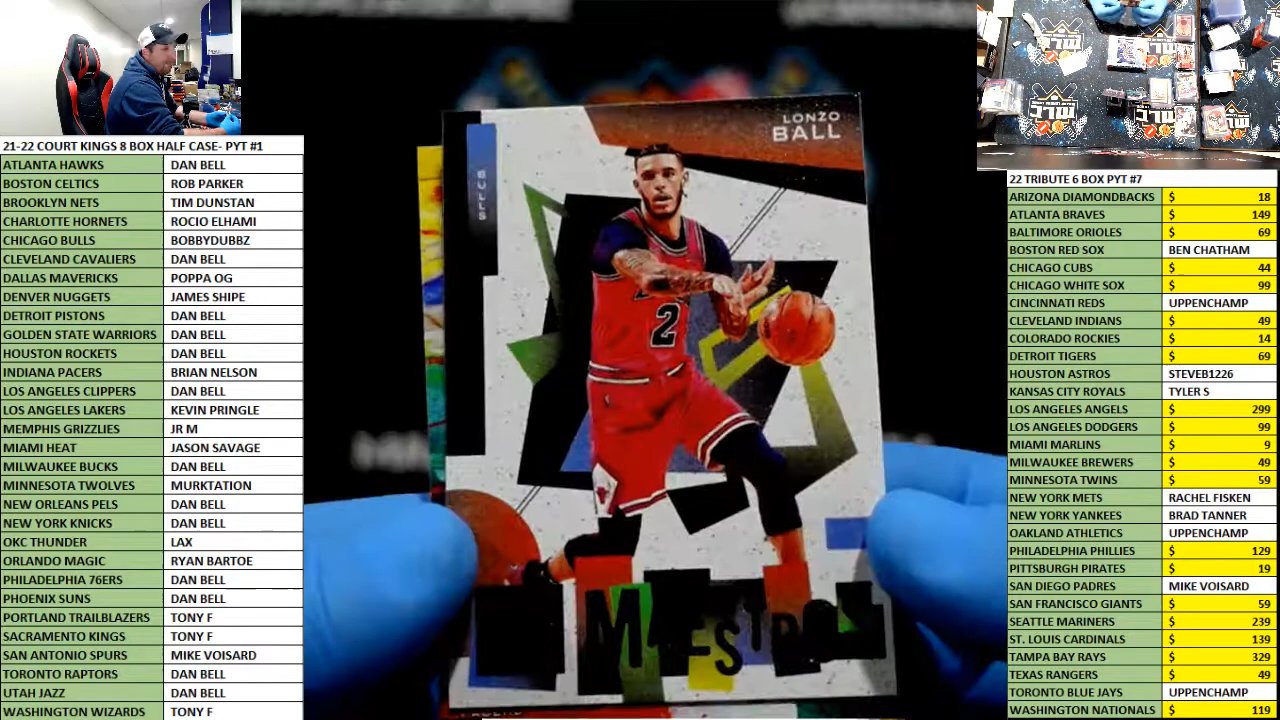 21-22 COURT KINGS 8 BOX HALF CASE- PYT #1
ATLANTA HAWKS DAN BELL
BOSTON CELTICS ROB PARKER
BROOKLYN NETS TIM DUNSTAN
CHARLOTTE HORNETS ROCIO ELHAMI
CHICAGO BULLS BOBBYDUBBZ
CLEVELAND CAVALIERS DAN BELL
DALLAS MAVERICKS POPPA OG
DENVER NUGGETS JAMES SHIPE
DETROIT PISTONS DAN BELL
GOLDEN STATE WARRIORS DAN BELL
HOUSTON ROCKETS DAN BELL
INDIANA PACERS BRIAN NELSON
LOS ANGELES CLIPPERS DAN BELL
LOS ANGELES LAKERS KEVIN PRINGLE
MEMPHIS GRIZZLIES JR M
MIAMI HEAT JASON SAVAGE
MILWAUKEE BUCKS DAN BELL
MINNESOTA TWOLVES MURKTATION
NEW ORLEANS PELS DAN BELL
NEW YORK KNICKS DAN BELL
OKC THUNDER LAX
ORLANDO MAGIC RYAN BARTOE
PHILADELPHIA 76ERS DAN BELL
PHOENIX SUNS DAN BELL
PORTLAND TRAILBLAZERS TONY F
SACRAMENTO KINGS TONY F
SAN ANTONIO SPURS MIKE VOISARD
TORONTO RAPTORS DAN BELL
UTAH JAZZ DAN BELL
WASHINGTON WIZARDS TONY F
LONZO
BALL
BULLS
2
MAESTROS
22 TRIBUTE 6 BOX PYT #7
ARIZONA DIAMONDBACKS $ 18
ATLANTA BRAVES $ 149
BALTIMORE ORIOLES $ 69
BOSTON RED SOX BEN CHATHAM
CHICAGO CUBS $ 44
CHICAGO WHITE SOX $ 99
CINCINNATI REDS UPPENCHAMP
CLEVELAND INDIANS $ 49
COLORADO ROCKIES $ 14
DETROIT TIGERS $ 69
HOUSTON ASTROS STEVEB1226
KANSAS CITY ROYALS TYLER S
LOS ANGELES ANGELS $ 299
LOS ANGELES DODGERS $ 99
MIAMI MARLINS $ 9
MILWAUKEE BREWERS $ 49
MINNESOTA TWINS $ 59
NEW YORK METS RACHEL FISKEN
NEW YORK YANKEES BRAD TANNER
OAKLAND ATHLETICS UPPENCHAMP
PHILADELPHIA PHILLIES $ 129
PITTSBURGH PIRATES $ 19
SAN DIEGO PADRES MIKE VOISARD
SAN FRANCISCO GIANTS $ 59
SEATTLE MARINERS $ 239
ST. LOUIS CARDINALS $ 139
TAMPA BAY RAYS $ 329
TEXAS RANGERS $ 49
TORONTO BLUE JAYS UPPENCHAMP
WASHINGTON NATIONALS $ 119